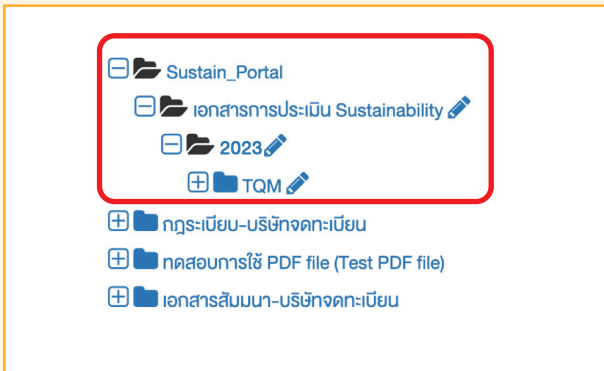 Sustain_Portal
เอกสารการประเมิน Sustainability
2023
TQM
กฎระเบียบ-บริษัทจดทะเบียน
ทดสอบการใช้ PDF file (Test PDF file)
เอกสารสัมมนา-บริษัทจดทะเบียน